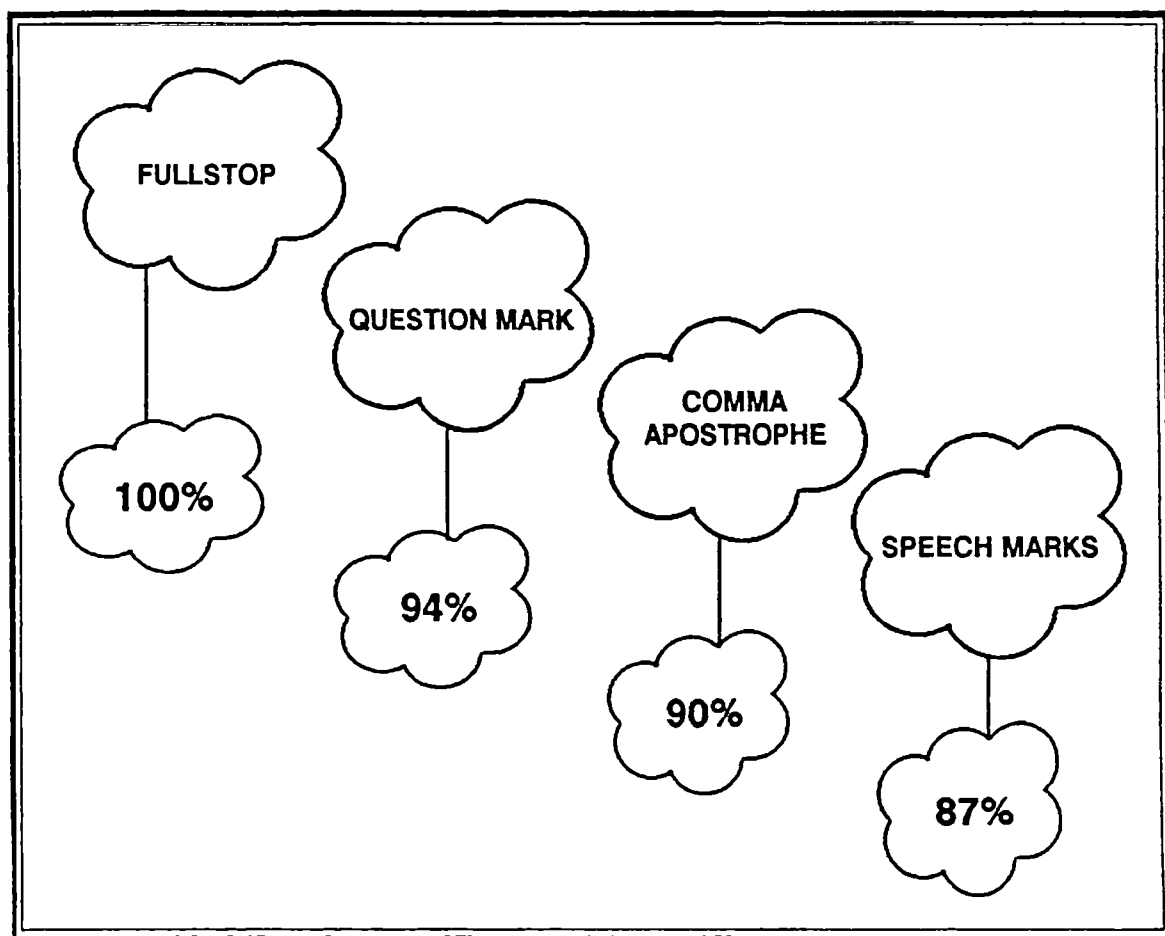 FULLSTOP
100%
QUESTION MARK
94%
COMMA
APOSTROPHE
90%
SPEECH MARKS
87%